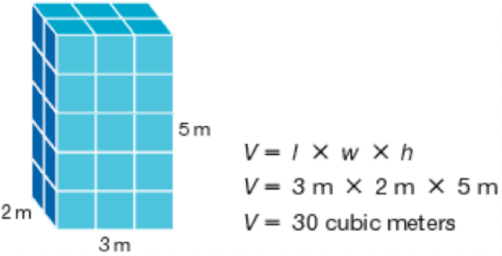 5 m
2 m
3 m
V = l × w × h
V = 3 m × 2 m × 5 m
V = 30 cubic meters